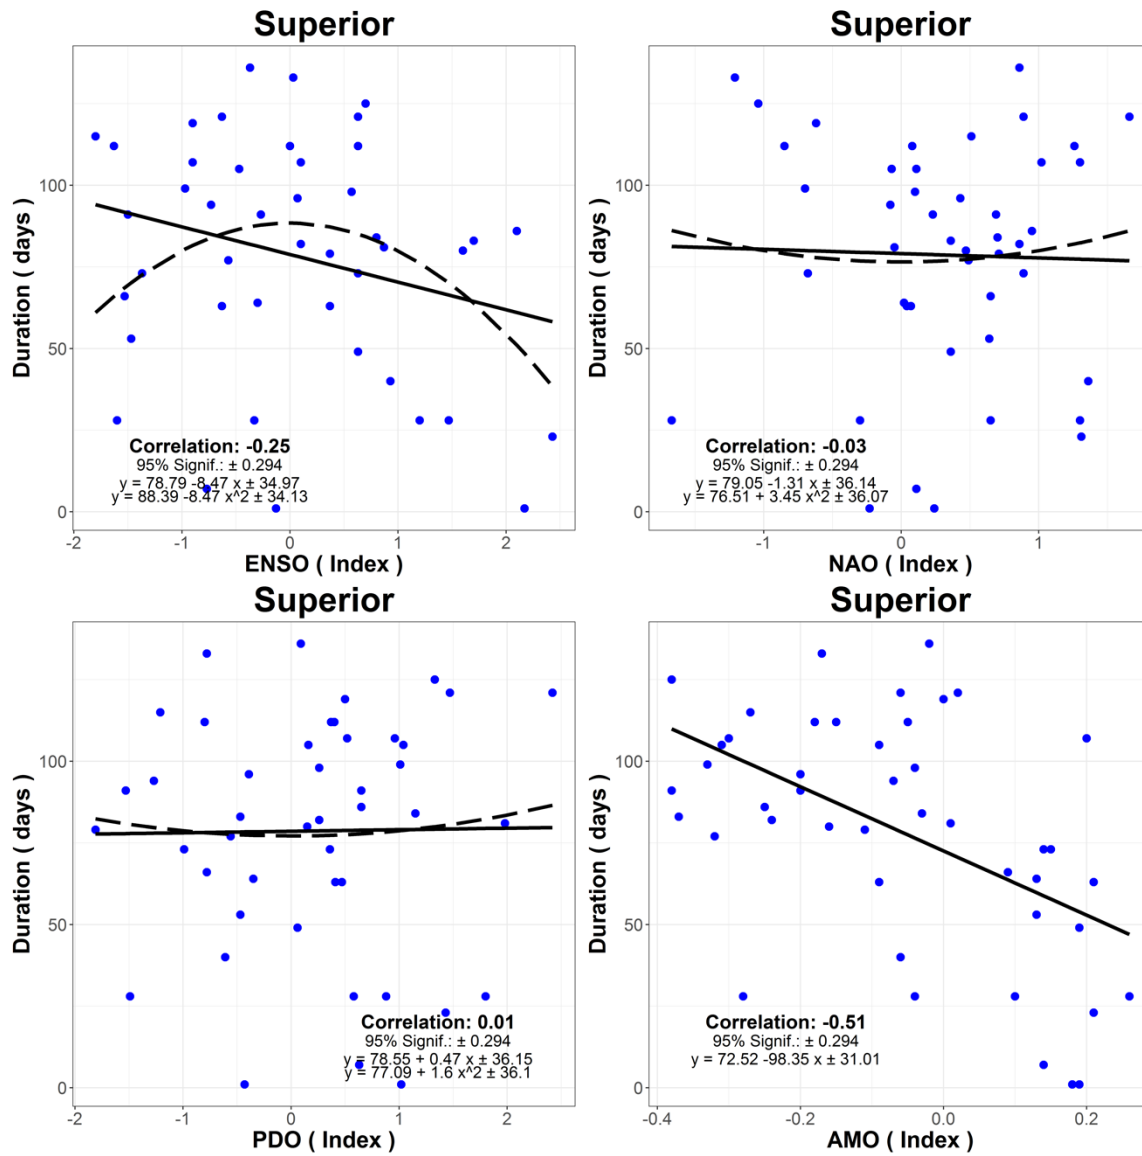 Superior
Duration ( days )
100
50
0
Correlation: -0.25
95% Signif.: ± 0.294
y = 78.79 -8.47 x ± 34.97
y = 88.39 -8.47 x^2 ± 34.13
-2
-1
0
1
2
ENSO ( Index )
Superior
Duration ( days )
100
50
0
Correlation: -0.03
95% Signif.: ± 0.294
y = 79.05 -1.31 x ± 36.14
y = 76.51 + 3.45 x^2 ± 36.07
-1
0
1
NAO ( Index )
Superior
Duration ( days )
100
50
0
Correlation: 0.01
95% Signif.: ± 0.294
y = 78.55 + 0.47 x ± 36.15
y = 77.09 + 1.6 x^2 ± 36.1
-2
-1
0
1
2
PDO ( Index )
Superior
Duration ( days )
100
50
0
Correlation: -0.51
95% Signif.: ± 0.294
y = 72.52 -98.35 x ± 31.01
-0.4
-0.2
0.0
0.2
AMO ( Index )